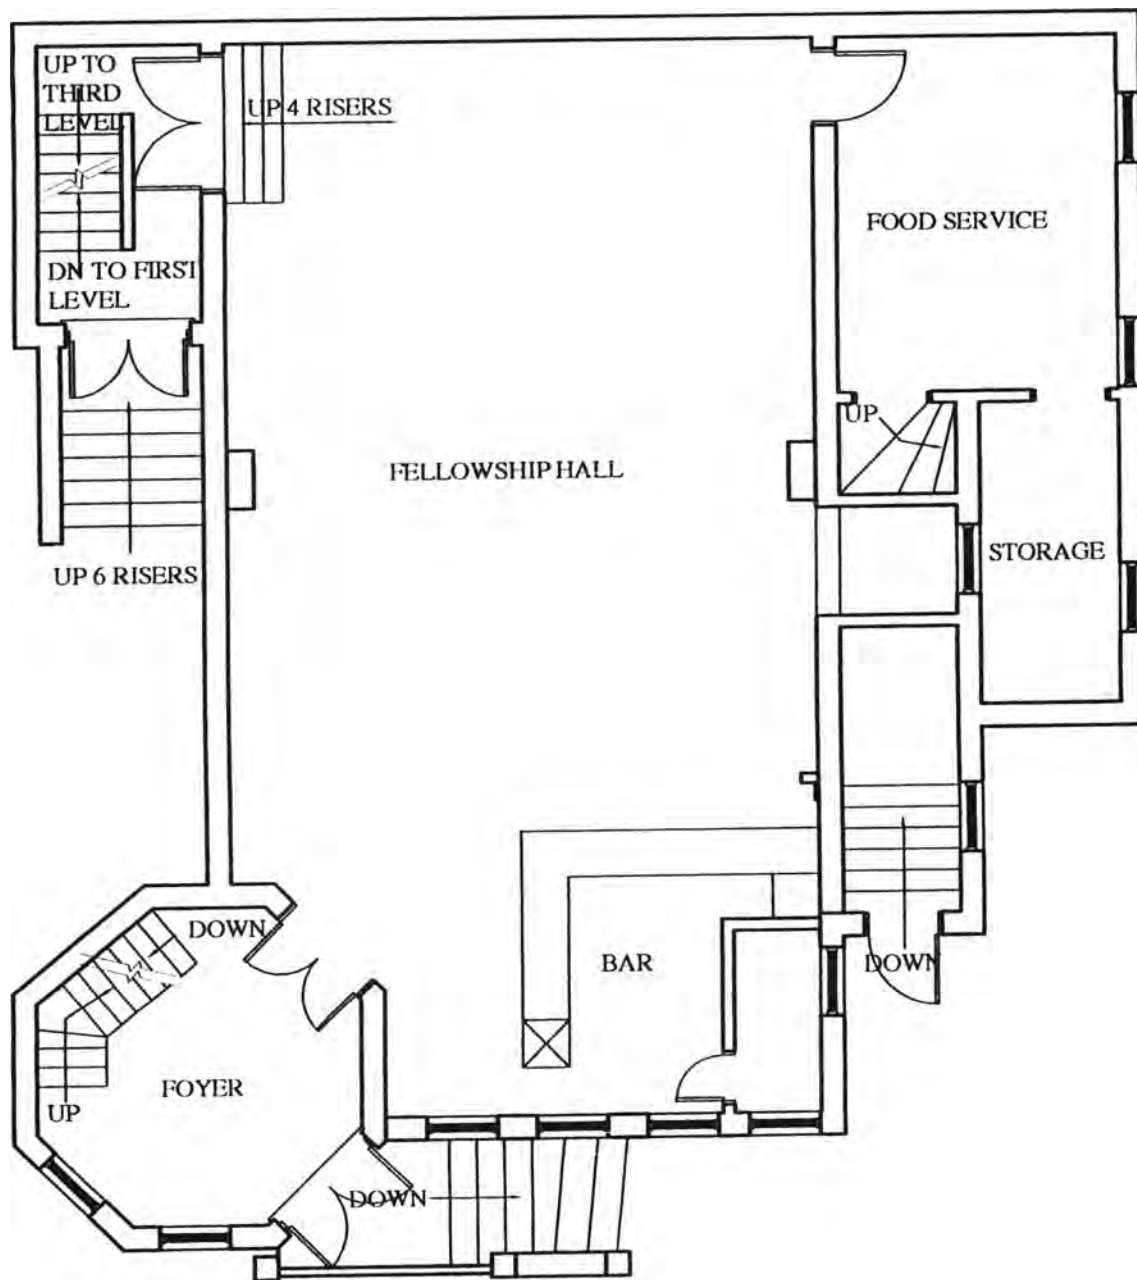 UP TO
THIRD
LEVEL
UP 4 RISERS
FOOD SERVICE
DN TO FIRST
LEVEL
UP
FELLOWSHIP HALL
STORAGE
UP 6 RISERS
DOWN
BAR
DOWN
FOYER
UP
DOWN